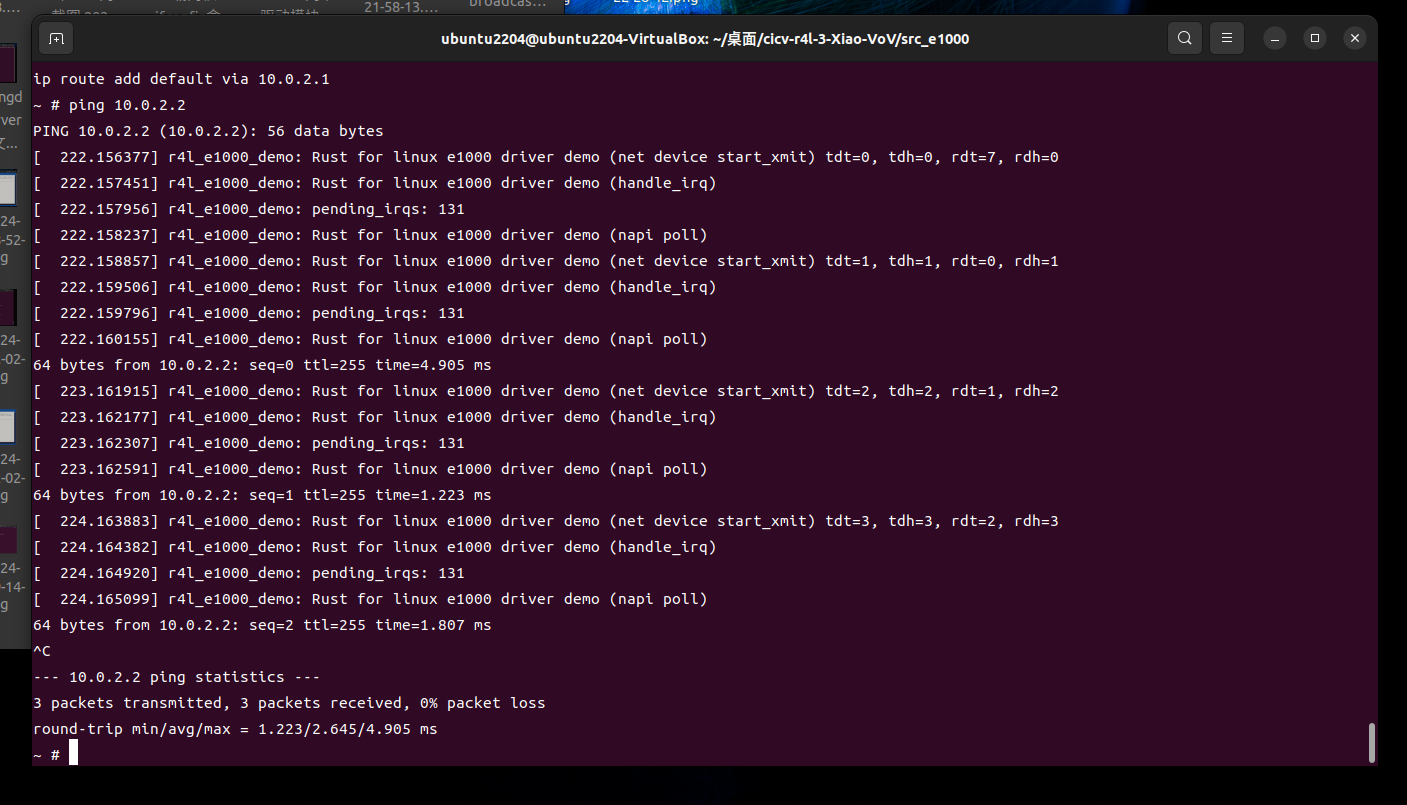 21-58-13....
broadcas...
ubuntu2204@ubuntu2204-VirtualBox: ~/桌面/cicv-r4l-3-Xiao-VoV/src_e1000
ngd
ver
24-
-52-
g
24-
-02-
g
24-
-02-
g
24-
-14-
g
ip route add default via 10.0.2.1
~ # ping 10.0.2.2
PING 10.0.2.2 (10.0.2.2): 56 data bytes
[  222.156377] r4l_e1000_demo: Rust for linux e1000 driver demo (net device start_xmit) tdt=0, tdh=0, rdt=7, rdh=0
[  222.157451] r4l_e1000_demo: Rust for linux e1000 driver demo (handle_irq)
[  222.157956] r4l_e1000_demo: pending_irqs: 131
[  222.158237] r4l_e1000_demo: Rust for linux e1000 driver demo (napi poll)
[  222.158857] r4l_e1000_demo: Rust for linux e1000 driver demo (net device start_xmit) tdt=1, tdh=1, rdt=0, rdh=1
[  222.159506] r4l_e1000_demo: Rust for linux e1000 driver demo (handle_irq)
[  222.159796] r4l_e1000_demo: pending_irqs: 131
[  222.160155] r4l_e1000_demo: Rust for linux e1000 driver demo (napi poll)
64 bytes from 10.0.2.2: seq=0 ttl=255 time=4.905 ms
[  223.161915] r4l_e1000_demo: Rust for linux e1000 driver demo (net device start_xmit) tdt=2, tdh=2, rdt=1, rdh=2
[  223.162177] r4l_e1000_demo: Rust for linux e1000 driver demo (handle_irq)
[  223.162307] r4l_e1000_demo: pending_irqs: 131
[  223.162591] r4l_e1000_demo: Rust for linux e1000 driver demo (napi poll)
64 bytes from 10.0.2.2: seq=1 ttl=255 time=1.223 ms
[  224.163883] r4l_e1000_demo: Rust for linux e1000 driver demo (net device start_xmit) tdt=3, tdh=3, rdt=2, rdh=3
[  224.164382] r4l_e1000_demo: Rust for linux e1000 driver demo (handle_irq)
[  224.164920] r4l_e1000_demo: pending_irqs: 131
[  224.165099] r4l_e1000_demo: Rust for linux e1000 driver demo (napi poll)
64 bytes from 10.0.2.2: seq=2 ttl=255 time=1.807 ms
^C
--- 10.0.2.2 ping statistics ---
3 packets transmitted, 3 packets received, 0% packet loss
round-trip min/avg/max = 1.223/2.645/4.905 ms
~ #